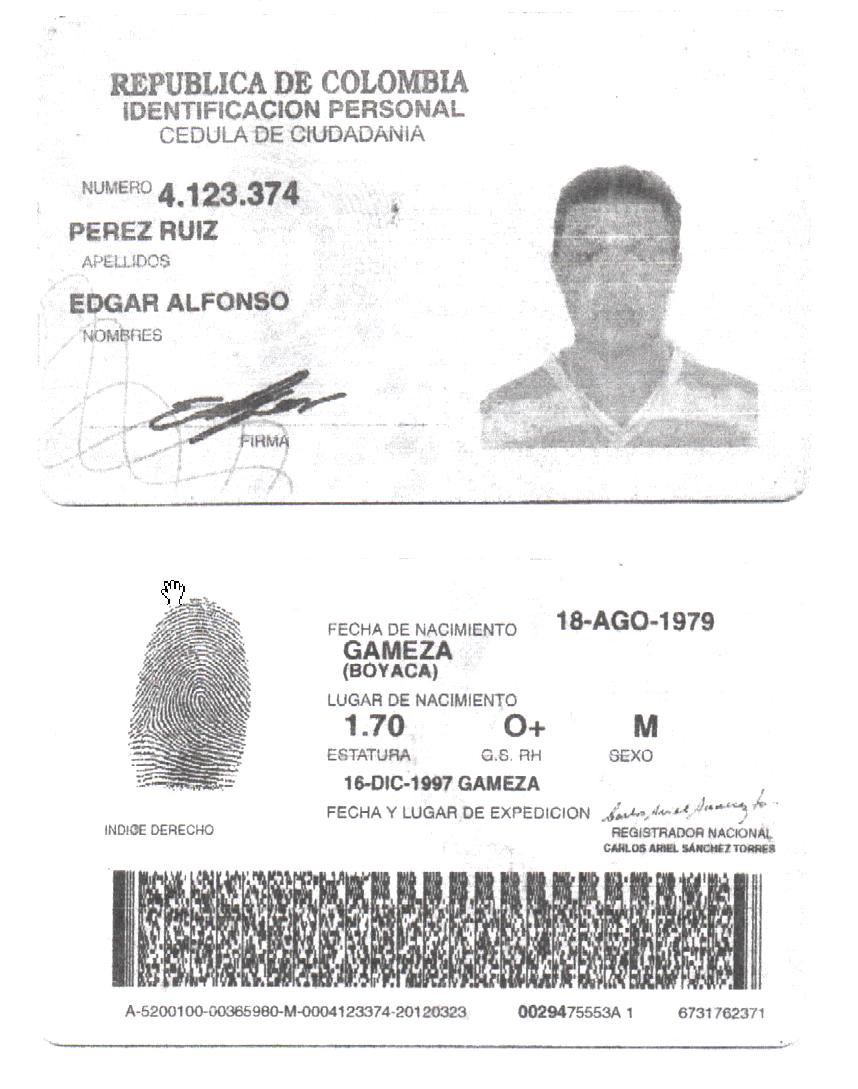 REPUBLICA DE COLOMBIA
IDENTIFICACION PERSONAL
CEDULA DE CIUDADANIA
NUMERO 4.123.374
PEREZ RUIZ
APELLIDOS
EDGAR ALFONSO
NOMBRES
FIRMA
FECHA DE NACIMIENTO 18-AGO-1979
GAMEZA
(BOYACA)
LUGAR DE NACIMIENTO
1.70 O+ M
ESTATURA G.S. RH SEXO
16-DIC-1997 GAMEZA
FECHA Y LUGAR DE EXPEDICION
INDICE DERECHO
REGISTRADOR NACIONAL
CARLOS ARIEL SÁNCHEZ TORRES
A-5200100-00365980-M-0004123374-20120323 0029475553A 1 6731762371